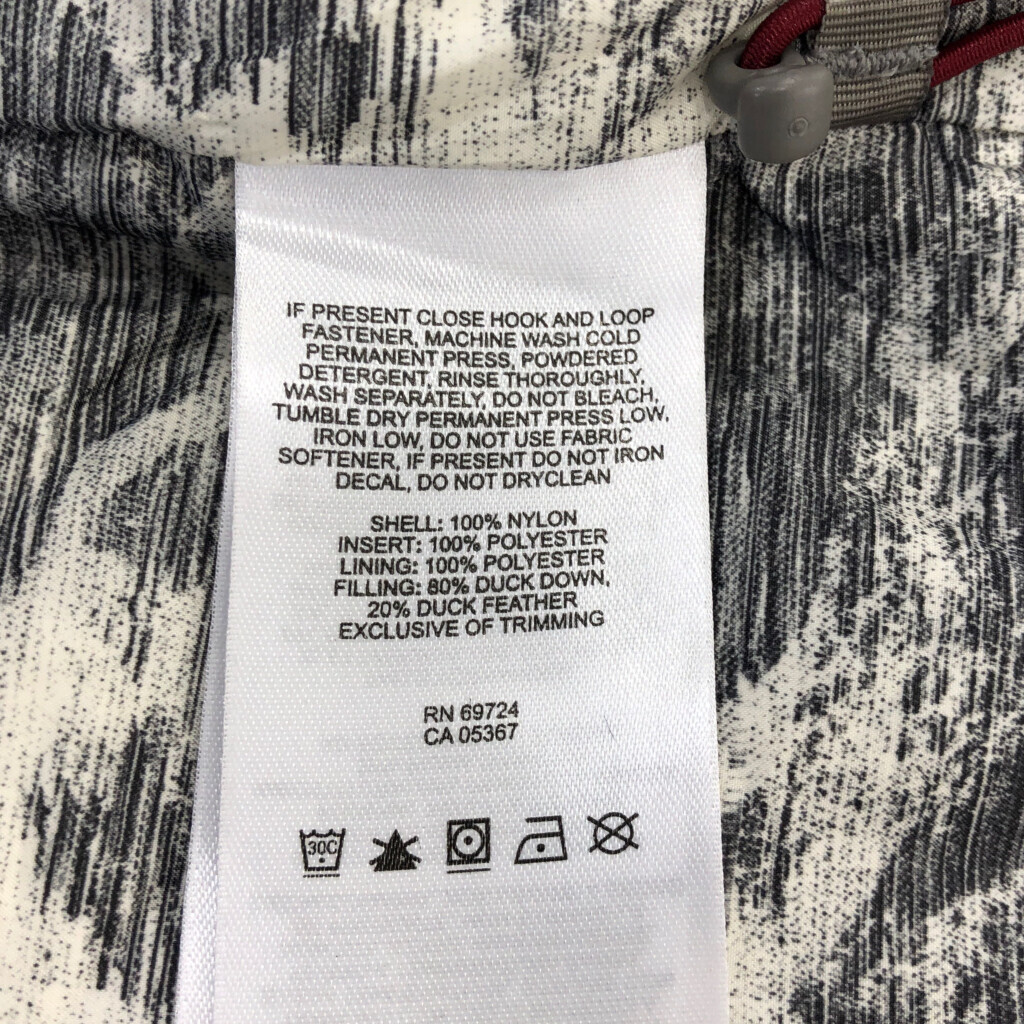 IF PRESENT CLOSE HOOK AND LOOP
FASTENER, MACHINE WASH COLD
PERMANENT PRESS, POWDERED
DETERGENT, RINSE THOROUGHLY,
WASH SEPARATELY, DO NOT BLEACH,
TUMBLE DRY PERMANENT PRESS LOW,
IRON LOW, DO NOT USE FABRIC
SOFTENER, IF PRESENT DO NOT IRON
DECAL, DO NOT DRYCLEAN
SHELL: 100% NYLON
INSERT: 100% POLYESTER
LINING: 100% POLYESTER
FILLING: 80% DUCK DOWN,
20% DUCK FEATHER
EXCLUSIVE OF TRIMMING
RN 69724
CA 05367
30C